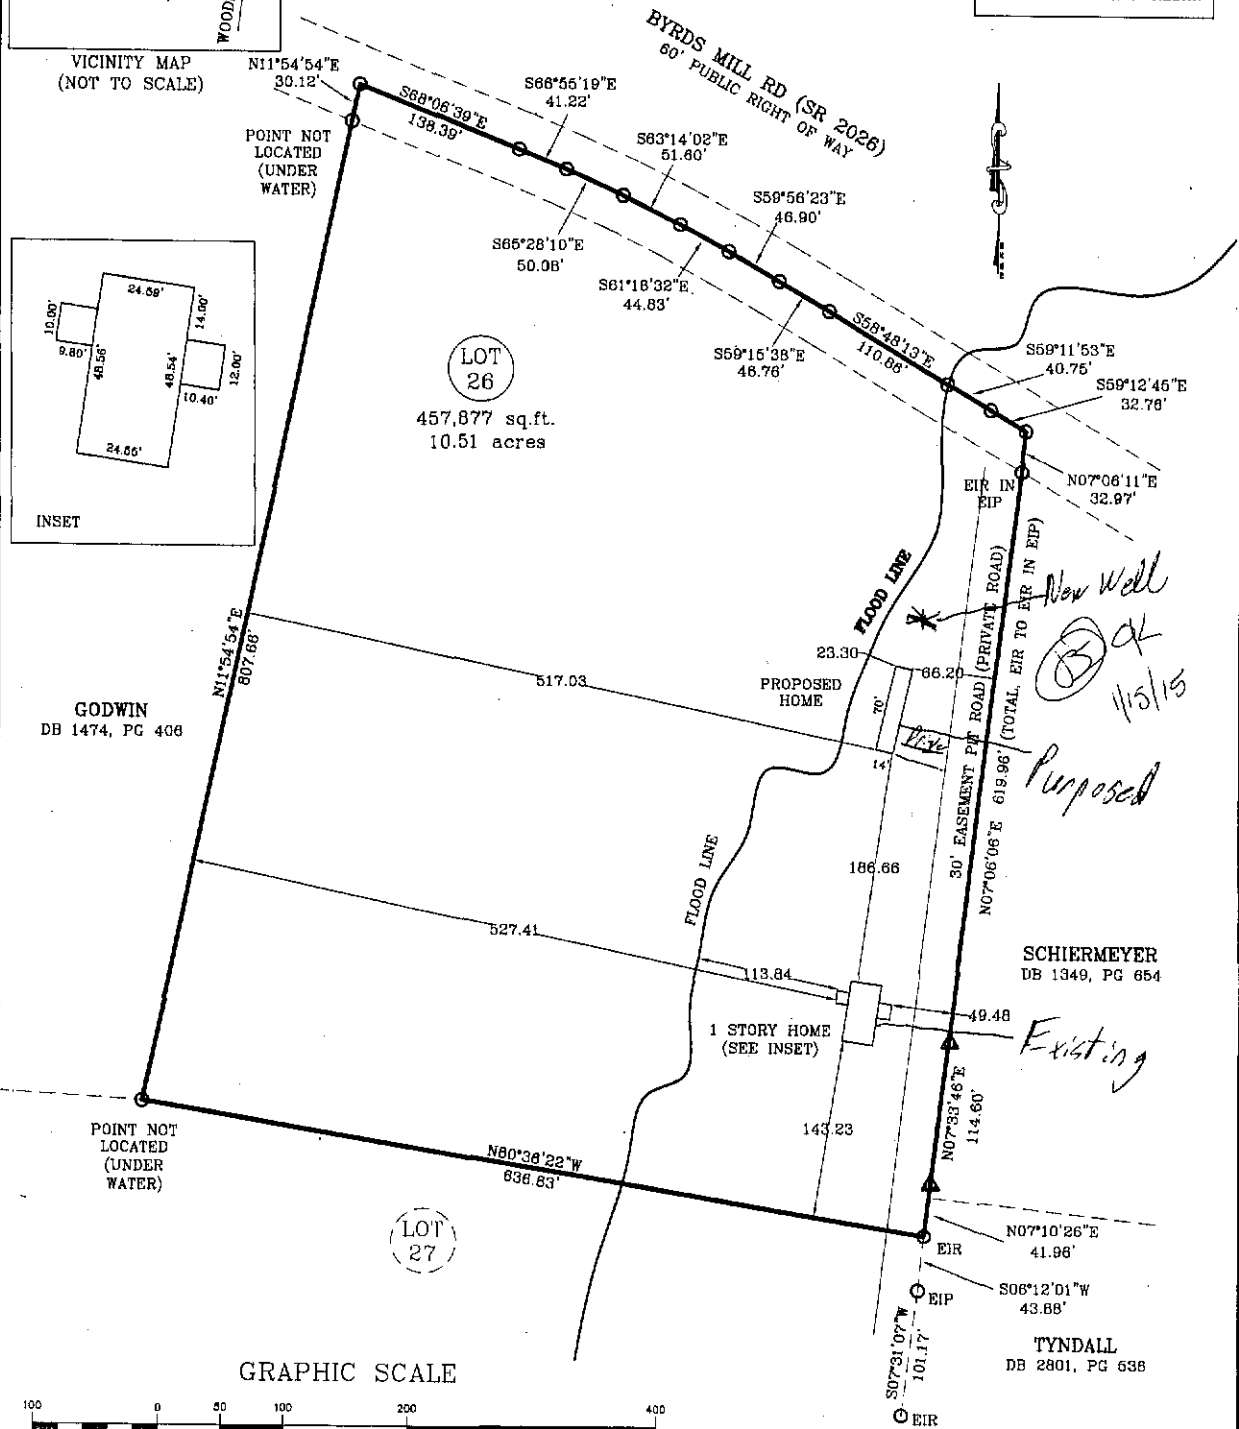 WOOD
VICINITY MAP
(NOT TO SCALE)
N11°54'54"E
30.12'
POINT NOT
LOCATED
(UNDER
WATER)
S68°06'39"E
138.39'
S66°55'19"E
41.22'
S65°28'10"E
50.08'
S63°14'02"E
51.60'
S61°18'32"E
44.83'
S59°56'23"E
46.90'
S59°15'38"E
46.76'
S58°48'13"E
110.88'
S59°11'53"E
40.75'
S59°12'45"E
32.76'
BYRDS MILL RD (SR 2026)
60' PUBLIC RIGHT OF WAY
N07°06'11"E
32.97'
EIR IN
EIP
24.59'
14.00'
10.00'
9.80'
48.56'
48.54'
12.00'
10.40'
24.55'
INSET
LOT
26
457,877 sq.ft.
10.51 acres
FLOOD LINE
New Well
B OK
1/15/15
23.30
66.20
PROPOSED
HOME
70'
14'
Drive
Purposed
30' EASEMENT PIT ROAD (PRIVATE ROAD)
N07°06'06"E 619.96' (TOTAL, EIR TO EIR IN EIP)
N11°54'54"E
807.68'
517.03
GODWIN
DB 1474, PG 406
186.66
FLOOD LINE
527.41
113.84
49.48
1 STORY HOME
(SEE INSET)
SCHIERMEYER
DB 1349, PG 654
Existing
N07°33'46"E
114.60'
143.23
POINT NOT
LOCATED
(UNDER
WATER)
N80°36'22"W
636.83'
LOT
27
EIR
N07°10'26"E
41.96'
EIP
S06°12'01"W
43.88'
S07°31'07"W
101.17'
EIR
TYNDALL
DB 2801, PG 536
GRAPHIC SCALE
100 0 50 100 200 400